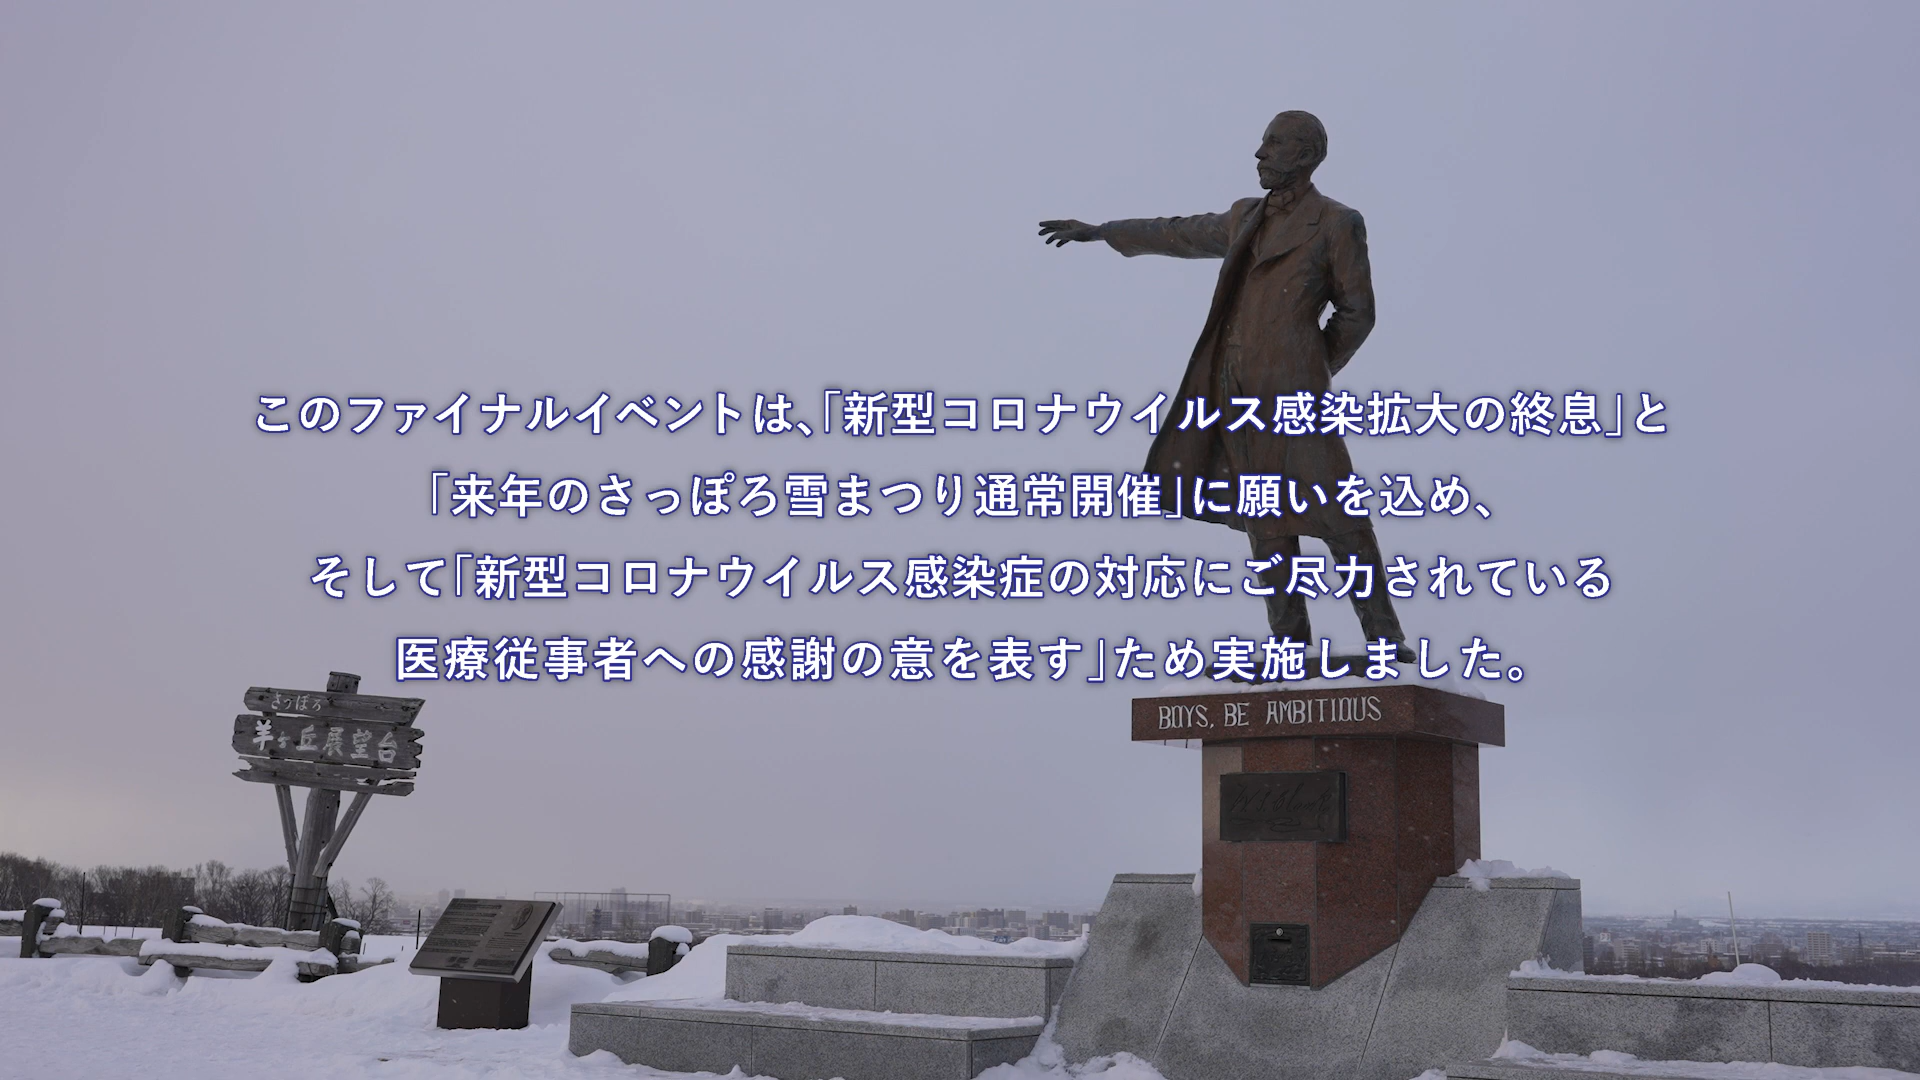 このファイナルイベントは、「新型コロナウイルス感染拡大の終息」と
「来年のさっぽろ雪まつり通常開催」に願いを込め、
そして「新型コロナウイルス感染症の対応にご尽力されている
医療従事者への感謝の意を表す」ため実施しました。
さっぽろ
羊ヶ丘展望台
BOYS, BE AMBITIOUS